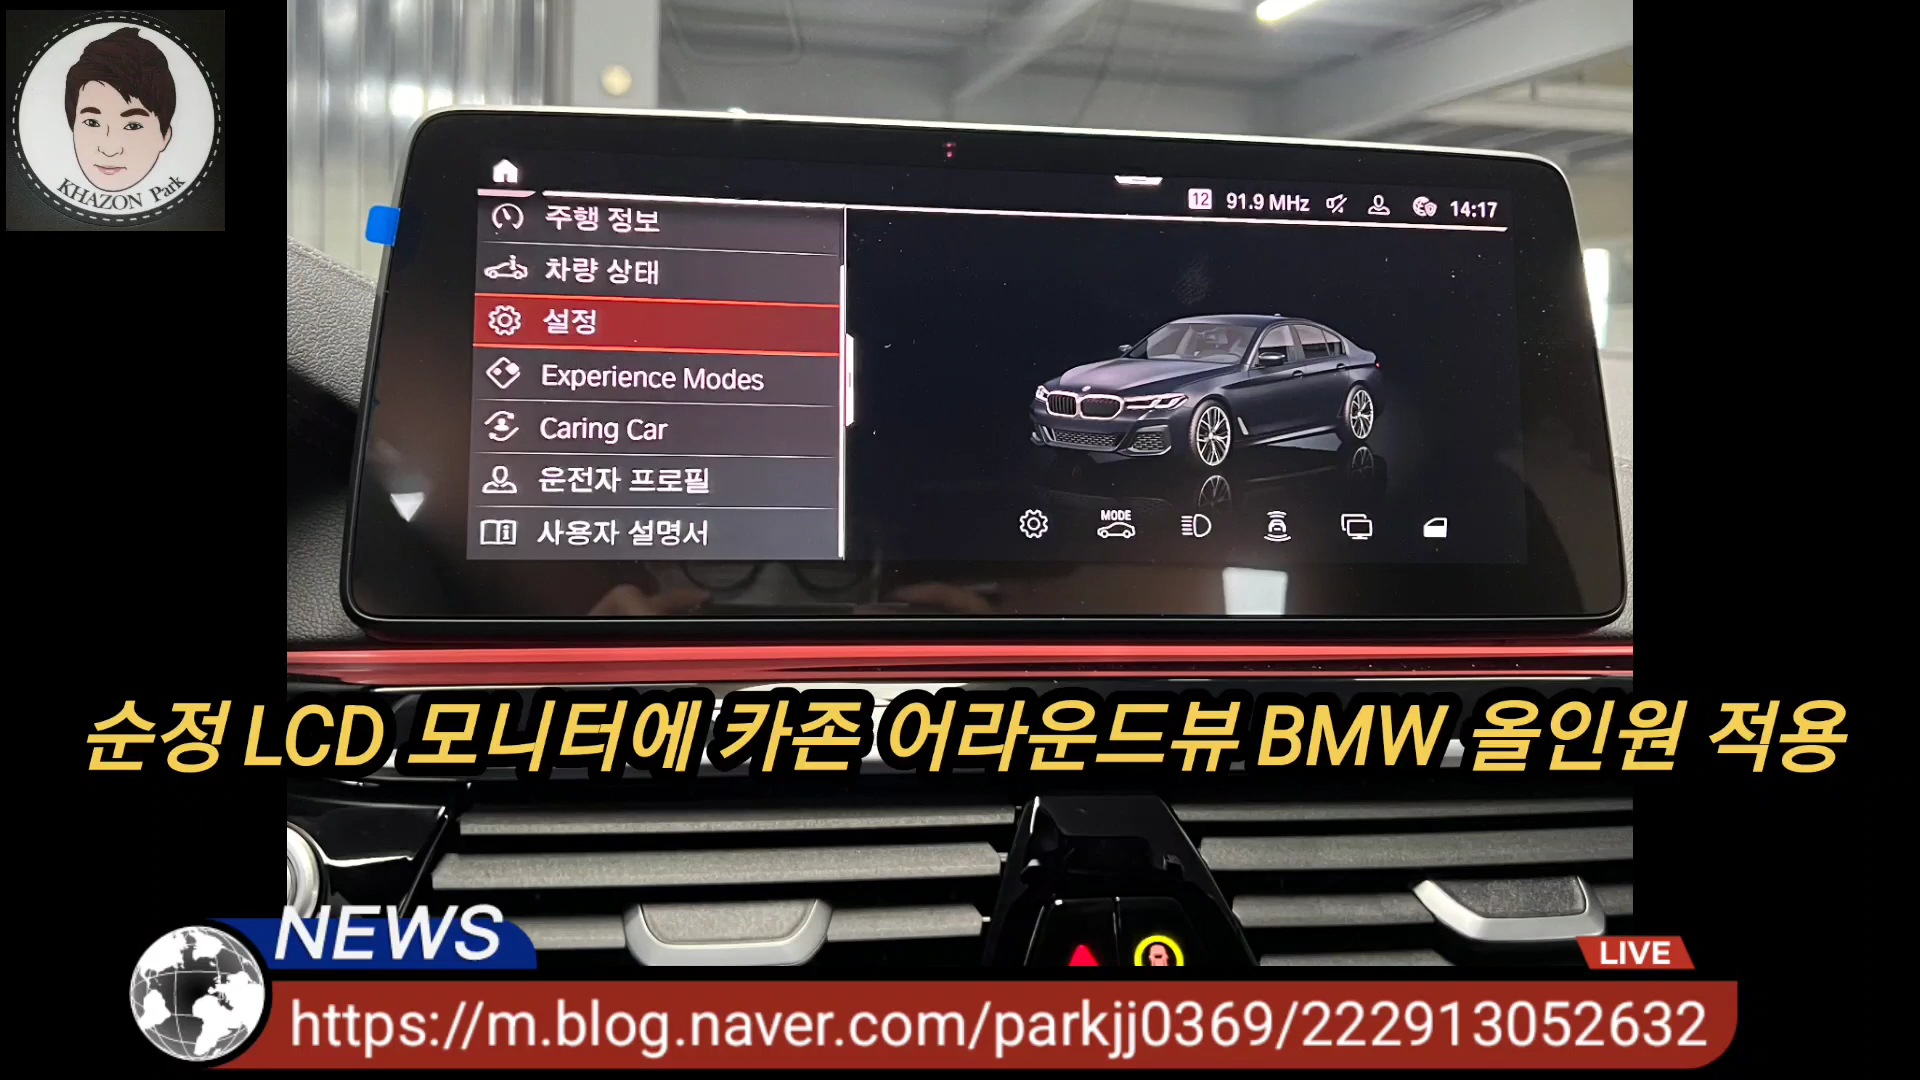 KHAZON Park
12 91.9 MHz 14:17
주행 정보
차량 상태
설정
Experience Modes
Caring Car
운전자 프로필
사용자 설명서
MODE
순정 LCD 모니터에 카존 어라운드뷰 BMW 올인원 적용
NEWS
LIVE
https://m.blog.naver.com/parkjj0369/222913052632